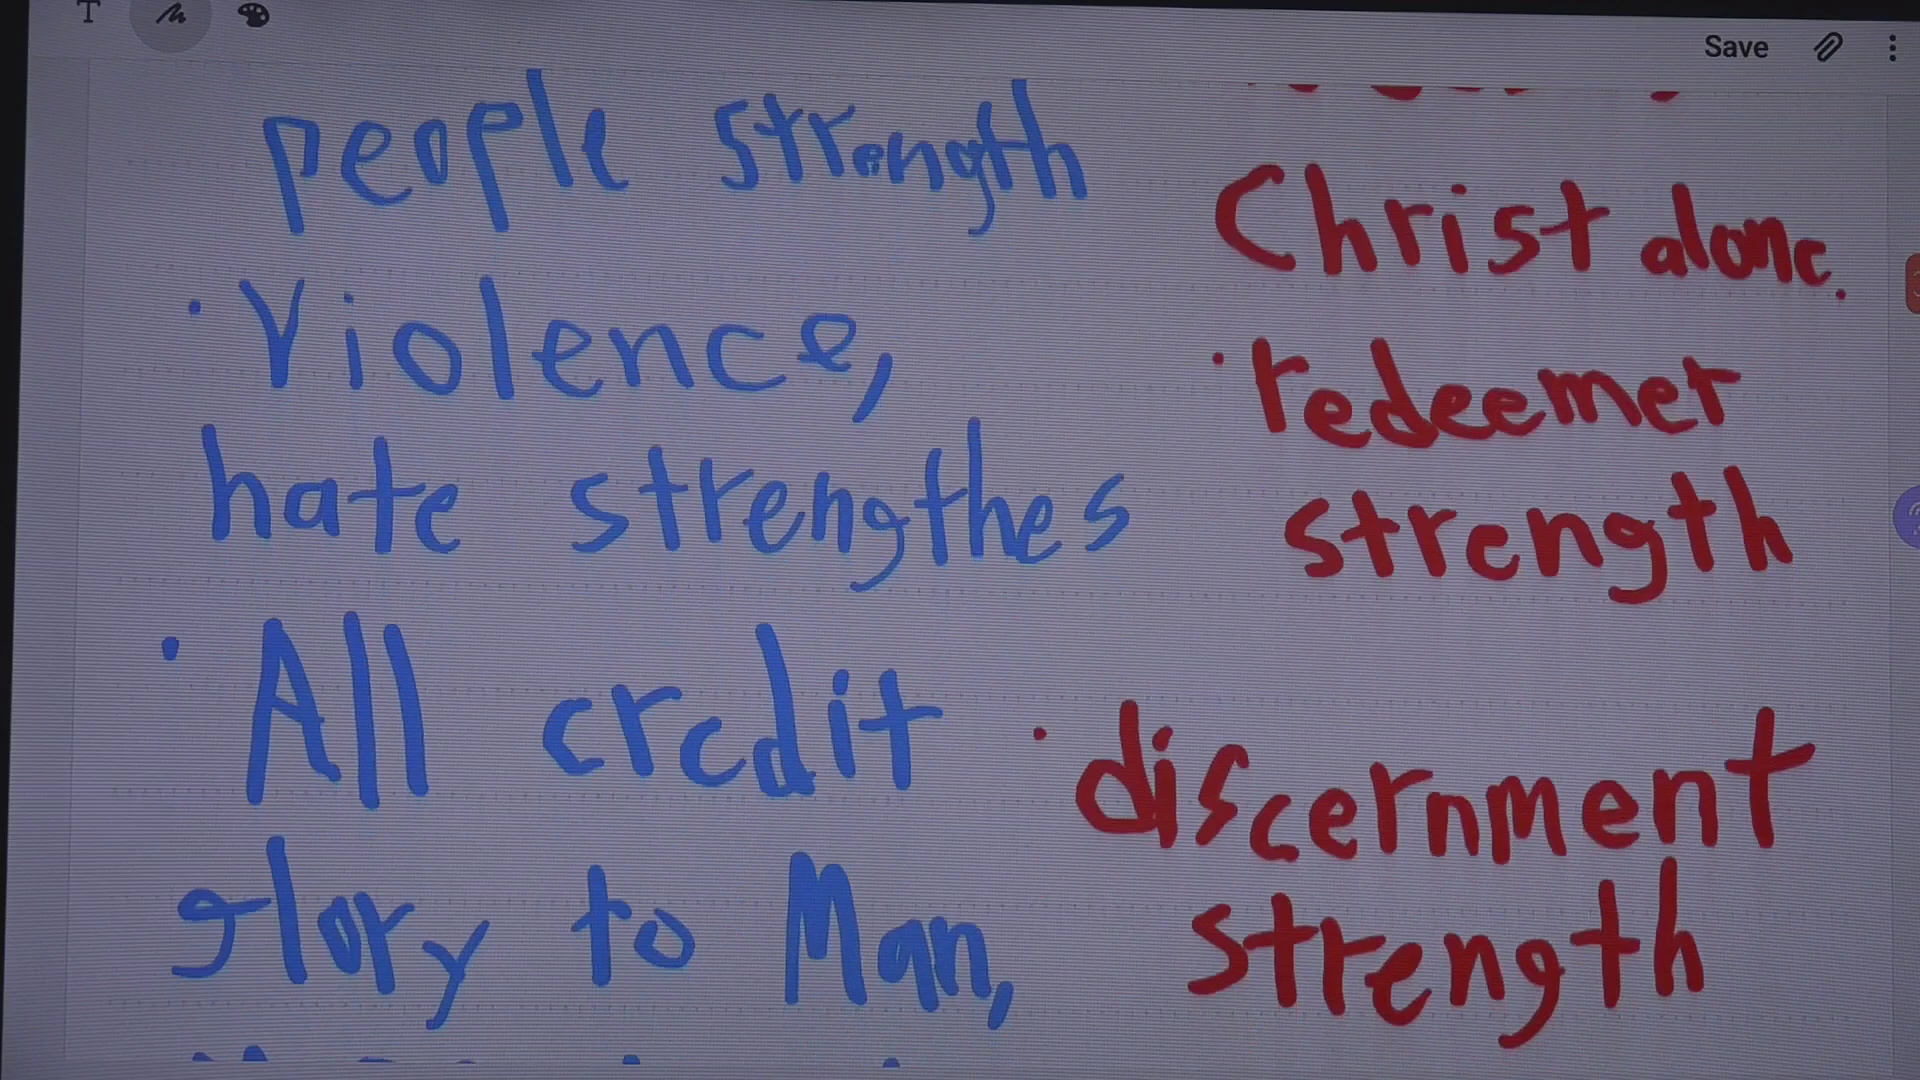 T
Save
people strength
• Violence,
hate strengthes
• All credit
glory to Man,
Christ alone.
• redeemer
strength
• discernment
strength